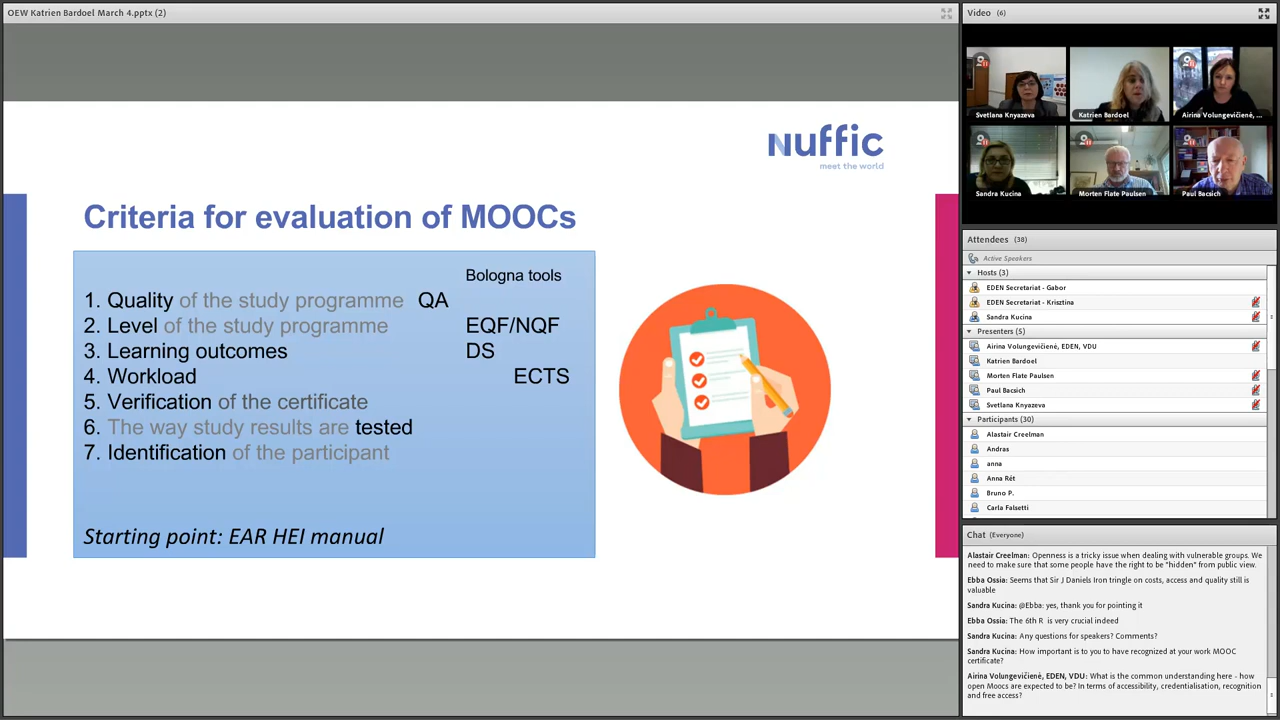 OEW Katrien Bardoel March 4.pptx (2)
nuffic
meet the world
Criteria for evaluation of MOOCs
Bologna tools
1. Quality of the study programme QA
2. Level of the study programme EQF/NQF
3. Learning outcomes DS
4. Workload ECTS
5. Verification of the certificate
6. The way study results are tested
7. Identification of the participant
Starting point: EAR HEI manual
Video (6)
Svetlana Knyazeva
Katrien Bardoel
Airina Volungevičienė, ...
Sandra Kucina
Morten Flate Paulsen
Paul Bacsich
Attendees (38)
Active Speakers
Hosts (3)
EDEN Secretariat - Gabor
EDEN Secretariat - Krisztina
Sandra Kucina
Presenters (5)
Airina Volungevičienė, EDEN, VDU
Katrien Bardoel
Morten Flate Paulsen
Paul Bacsich
Svetlana Knyazeva
Participants (30)
Alastair Creelman
Andras
anna
Anna Rét
Bruno P.
Carla Falsetti
Chat (Everyone)
Alastair Creelman: Openness is a tricky issue when dealing with vulnerable groups. We
need to make sure that some people have the right to be "hidden" from public view.
Ebba Ossia: Seems that Sir J Daniels Iron tringle on costs, access and quality still is
valuable
Sandra Kucina: @Ebba: yes, thank you for pointing it
Ebba Ossia: The 6th R is very crucial indeed
Sandra Kucina: Any questions for speakers? Comments?
Sandra Kucina: How important is to you to have recognized at your work MOOC
certificate?
Airina Volungevičienė, EDEN, VDU: What is the common understanding here - how
open Moocs are expected to be? In terms of accessibility, credentialisation, recognition
and free access?